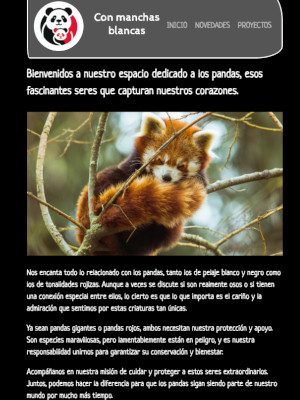 Con manchas
blancas
INICIO NOVEDADES PROYECTOS
Bienvenidos a nuestro espacio dedicado a los pandas, esos
fascinantes seres que capturan nuestros corazones.
Nos encanta todo lo relacionado con los pandas, tanto los de pelaje blanco y negro como
los de tonalidades rojizas. Aunque a veces se discute si son realmente osos o si tienen
una conexión especial entre ellos, lo cierto es que lo que importa es el cariño y la
admiración que sentimos por estas criaturas tan únicas.
Ya sean pandas gigantes o pandas rojos, ambos necesitan nuestra protección y apoyo.
Son especies maravillosas, pero lamentablemente están en peligro, y es nuestra
responsabilidad unirnos para garantizar su conservación y bienestar.
Acompáñanos en nuestra misión de cuidar y proteger a estos seres extraordinarios.
Juntos, podemos hacer la diferencia para que los pandas sigan siendo parte de nuestro
mundo por mucho más tiempo.